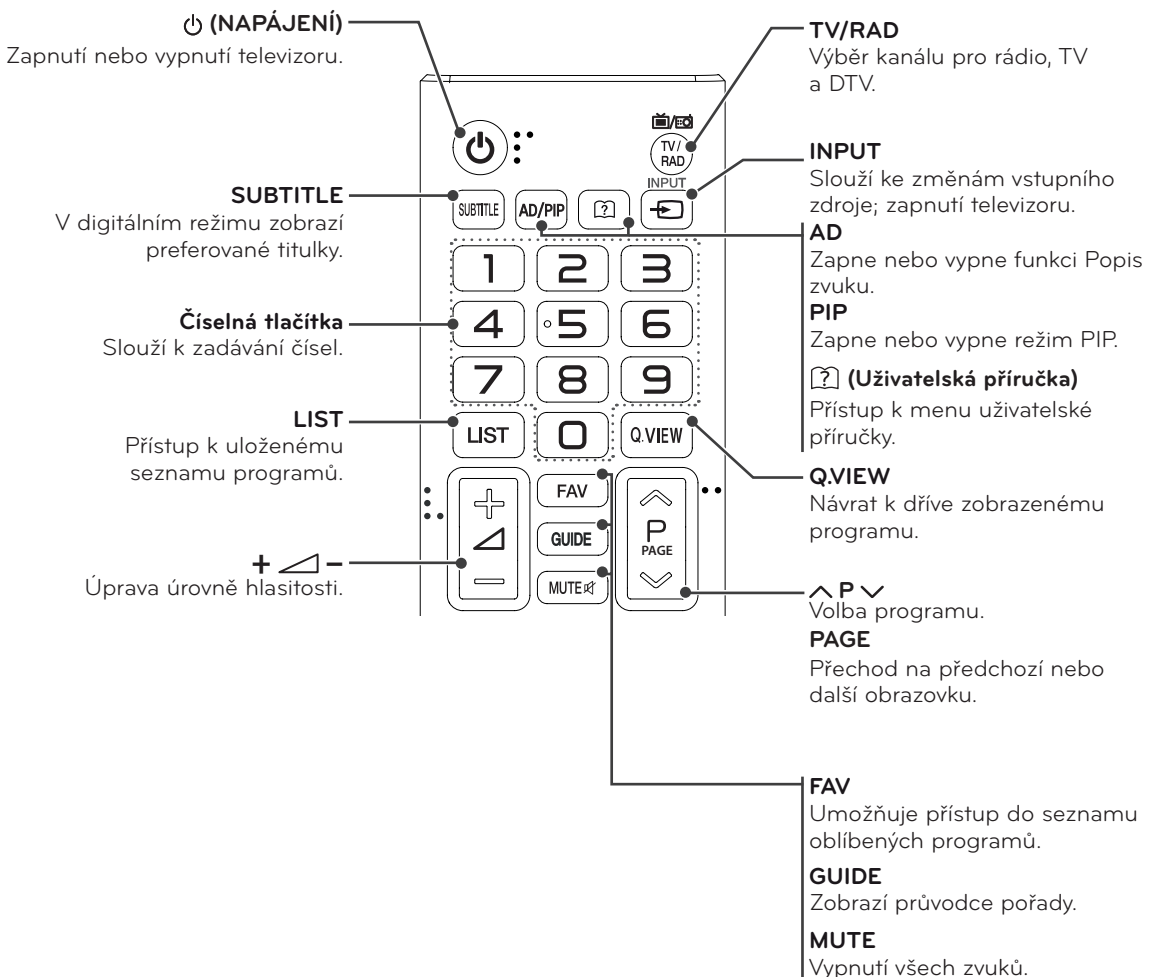 ⏻ (NAPÁJENÍ)
Zapnutí nebo vypnutí televizoru.
SUBTITLE
V digitálním režimu zobrazí
preferované titulky.
Číselná tlačítka
Slouží k zadávání čísel.
LIST
Přístup k uloženému
seznamu programů.
+ ⊿ −
Úprava úrovně hlasitosti.
TV/
RAD
INPUT
SUBTITLE AD/PIP ?
1 2 3
4 5 6
7 8 9
LIST 0 Q.VIEW
+ FAV
GUIDE P
PAGE
− MUTE
TV/RAD
Výběr kanálu pro rádio, TV
a DTV.
INPUT
Slouží ke změnám vstupního
zdroje; zapnutí televizoru.
AD
Zapne nebo vypne funkci Popis
zvuku.
PIP
Zapne nebo vypne režim PIP.
? (Uživatelská příručka)
Přístup k menu uživatelské
příručky.
Q.VIEW
Návrat k dříve zobrazenému
programu.
P
Volba programu.
PAGE
Přechod na předchozí nebo
další obrazovku.
FAV
Umožňuje přístup do seznamu
oblíbených programů.
GUIDE
Zobrazí průvodce pořady.
MUTE
Vypnutí všech zvuků.